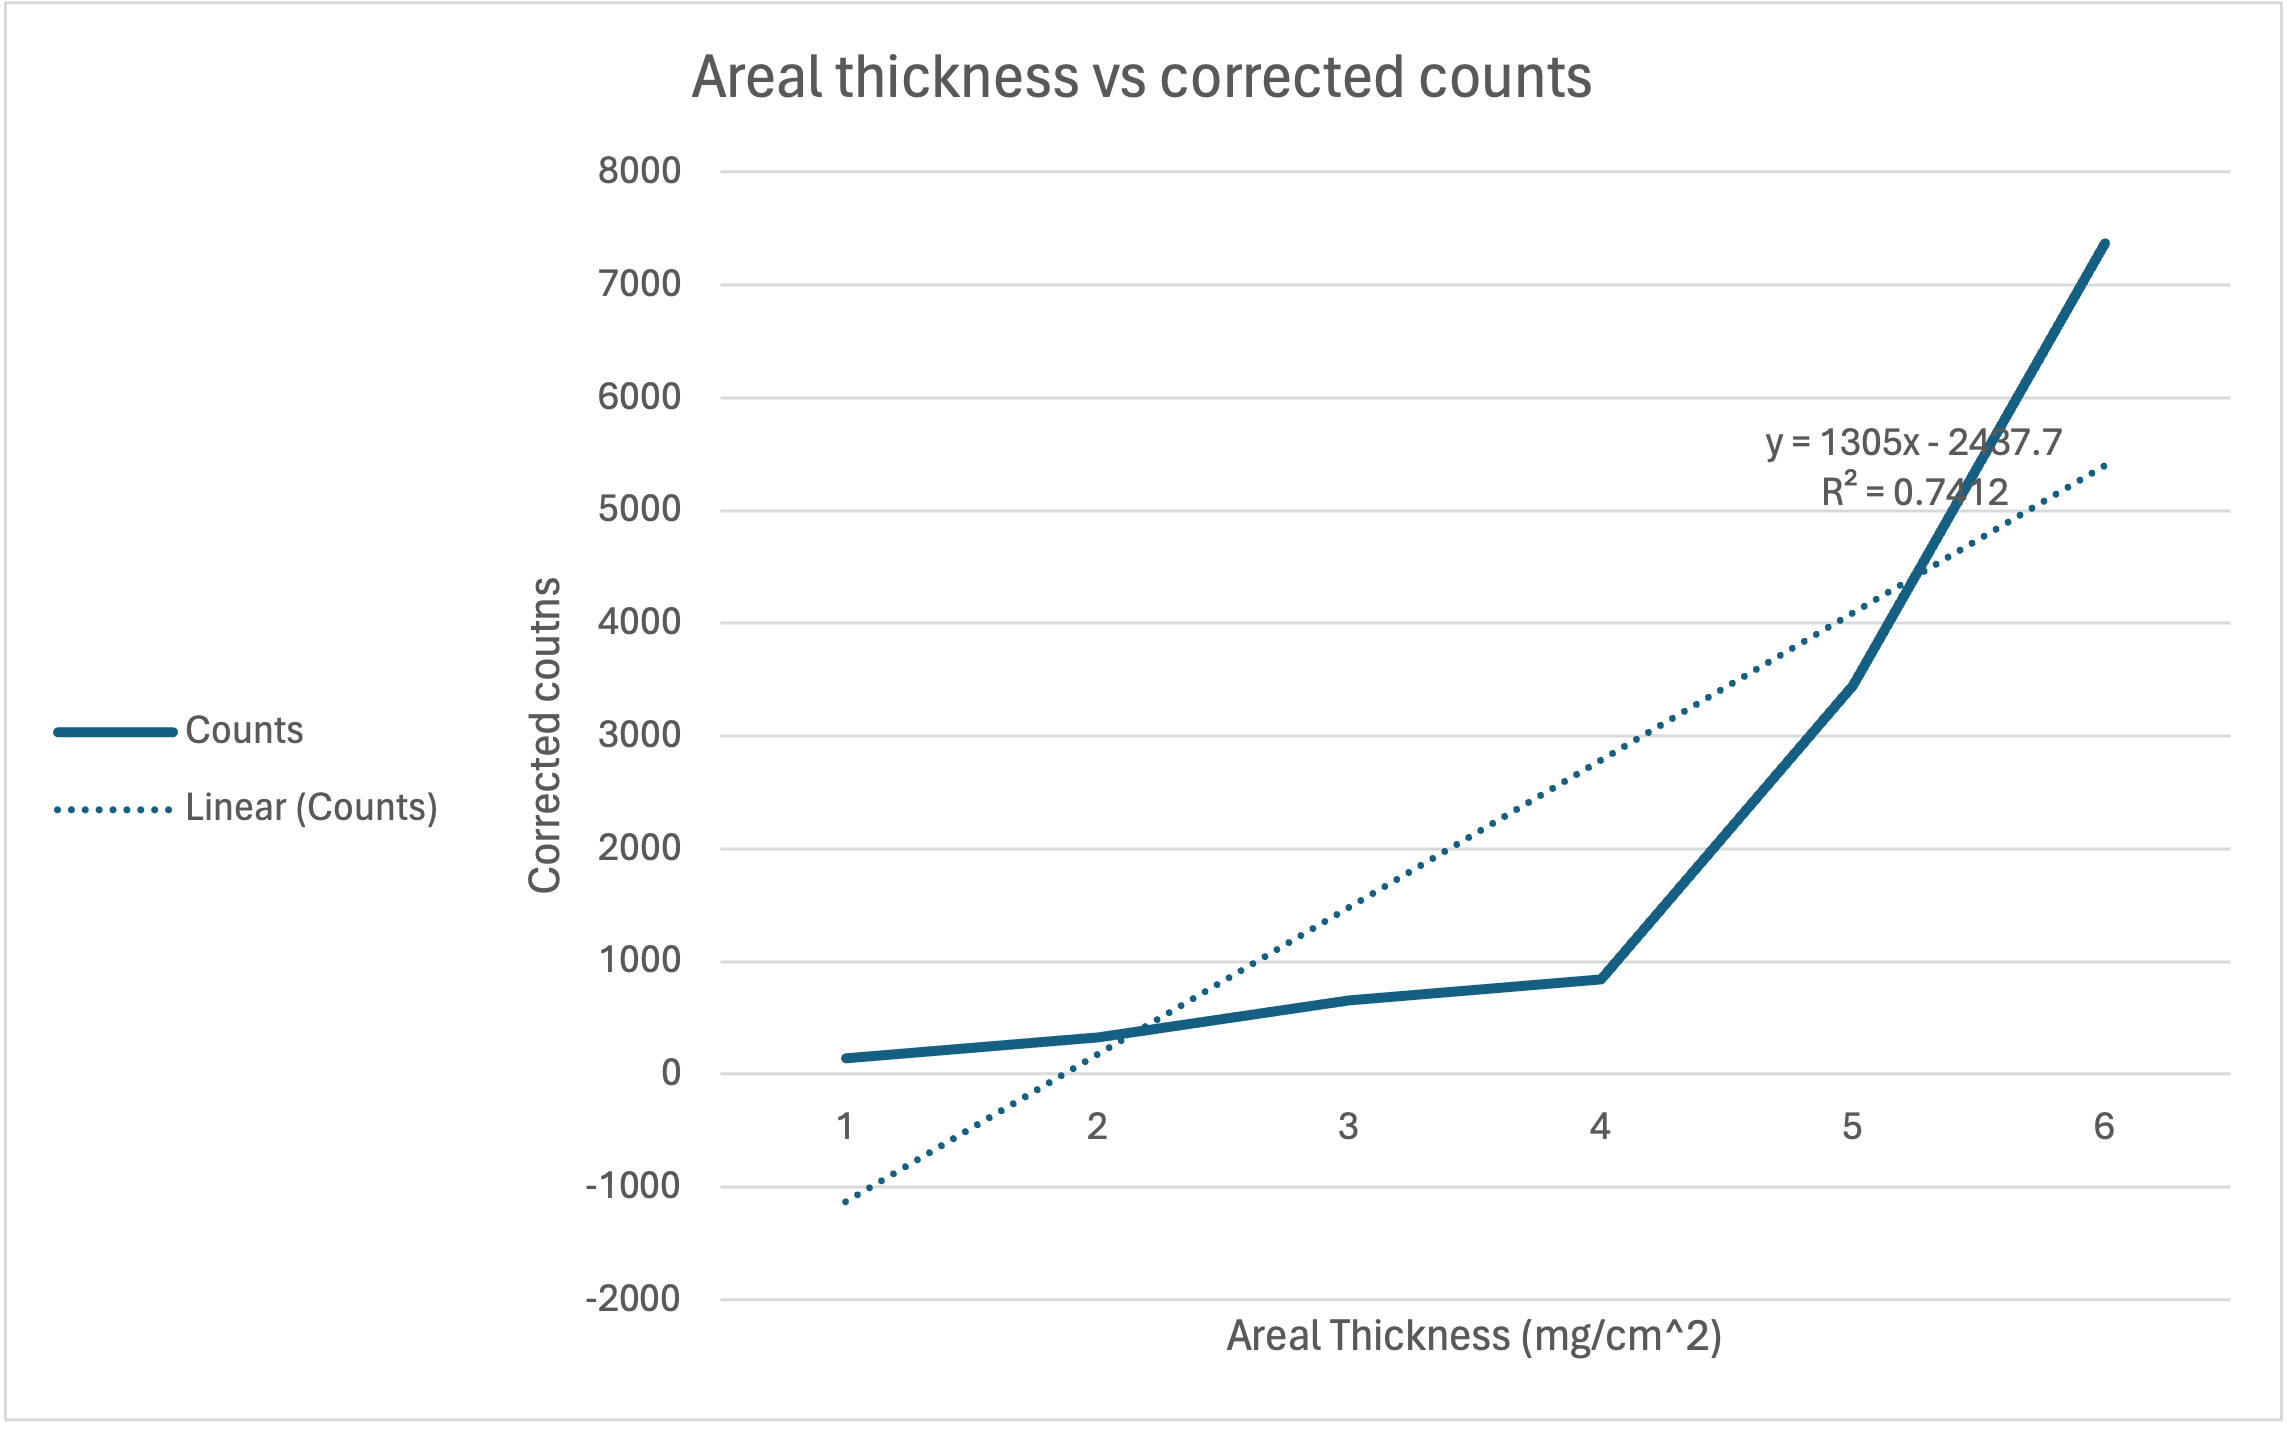 Areal thickness vs corrected counts
8000
7000
6000
5000
4000
3000
2000
1000
0
-1000
-2000
Corrected coutns
y = 1305x - 2437.7
R² = 0.7412
Counts
Linear (Counts)
1 2 3 4 5 6
Areal Thickness (mg/cm^2)